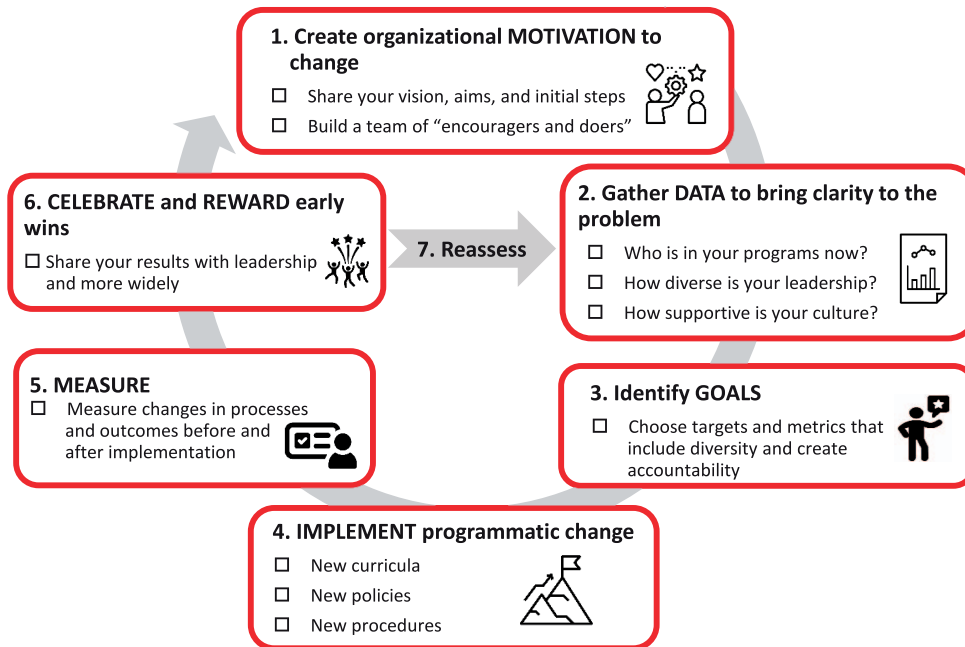 1. Create organizational MOTIVATION to
change
☐ Share your vision, aims, and initial steps
☐ Build a team of “encouragers and doers”
2. Gather DATA to bring clarity to the
problem
☐ Who is in your programs now?
☐ How diverse is your leadership?
☐ How supportive is your culture?
3. Identify GOALS
☐ Choose targets and metrics that
include diversity and create
accountability
4. IMPLEMENT programmatic change
☐ New curricula
☐ New policies
☐ New procedures
5. MEASURE
☐ Measure changes in processes
and outcomes before and
after implementation
6. CELEBRATE and REWARD early
wins
☐ Share your results with leadership
and more widely
7. Reassess